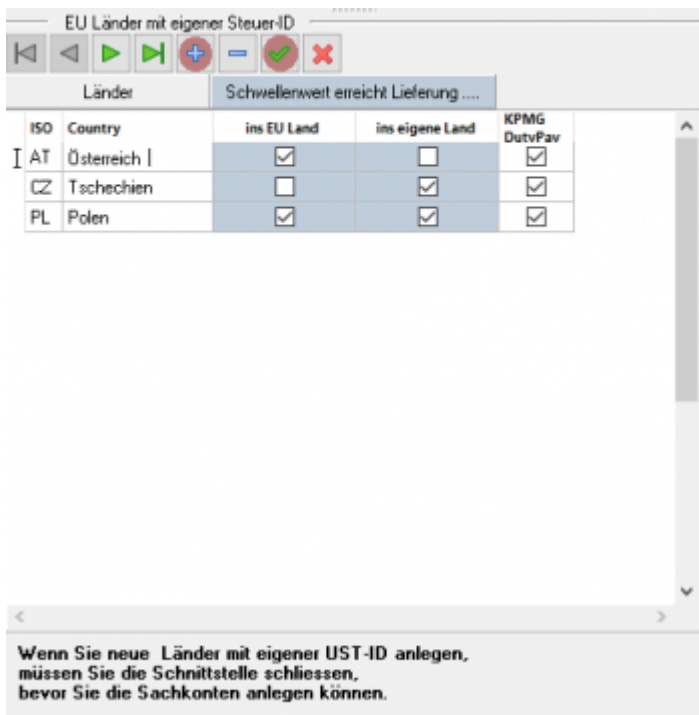 EU Länder mit eigener Steuer-ID
Länder Schwellenwert erreicht Lieferung ....
ISO Country ins EU Land ins eigene Land KPMG DutyPay
AT Österreich
CZ Tschechien
PL Polen
Wenn Sie neue Länder mit eigener UST-ID anlegen,
müssen Sie die Schnittstelle schliessen,
bevor Sie die Sachkonten anlegen können.